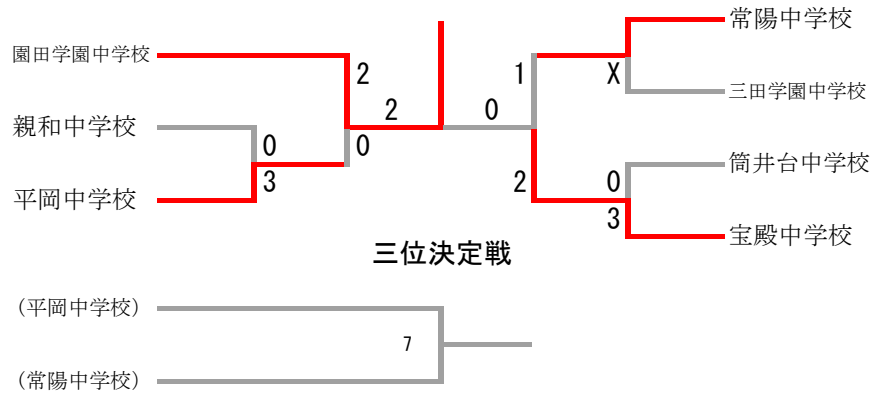 園田学園中学校
親和中学校
平岡中学校
2
0
0
3
2
0
1
2
X
0
3
常陽中学校
三田学園中学校
筒井台中学校
宝殿中学校
三位決定戦
（平岡中学校）
7
（常陽中学校）